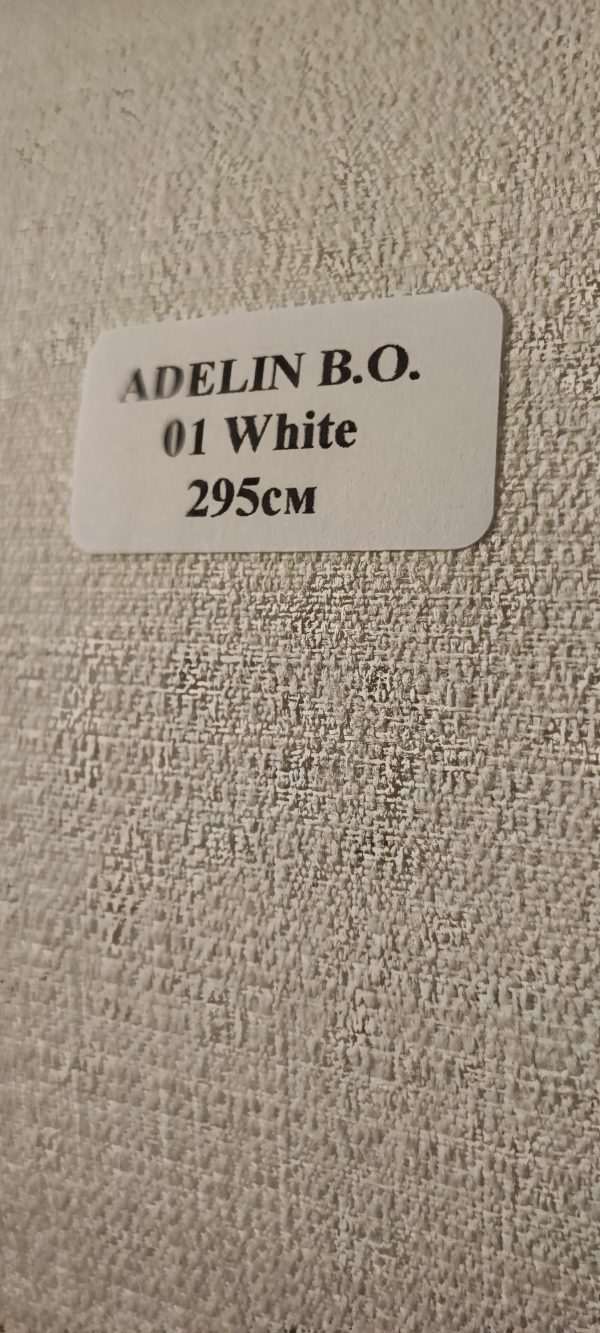 ADELIN B.O.
01 White
295см